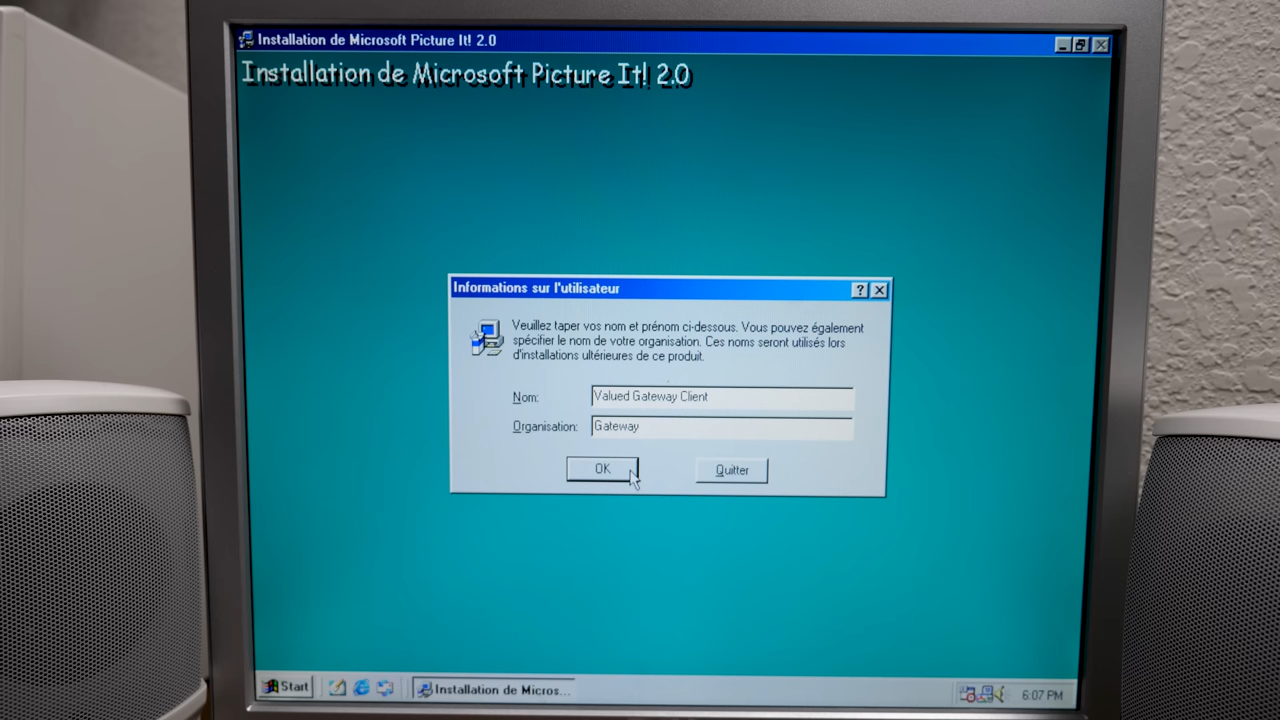 Installation de Microsoft Picture It! 2.0
Installation de Microsoft Picture It! 2.0
Informations sur l'utilisateur
Veuillez taper vos nom et prénom ci-dessous. Vous pouvez également
spécifier le nom de votre organisation. Ces noms seront utilisés lors
d'installations ultérieures de ce produit.
Nom: Valued Gateway Client
Organisation: Gateway
OK Quitter
Start Installation de Micros... 6:07 PM